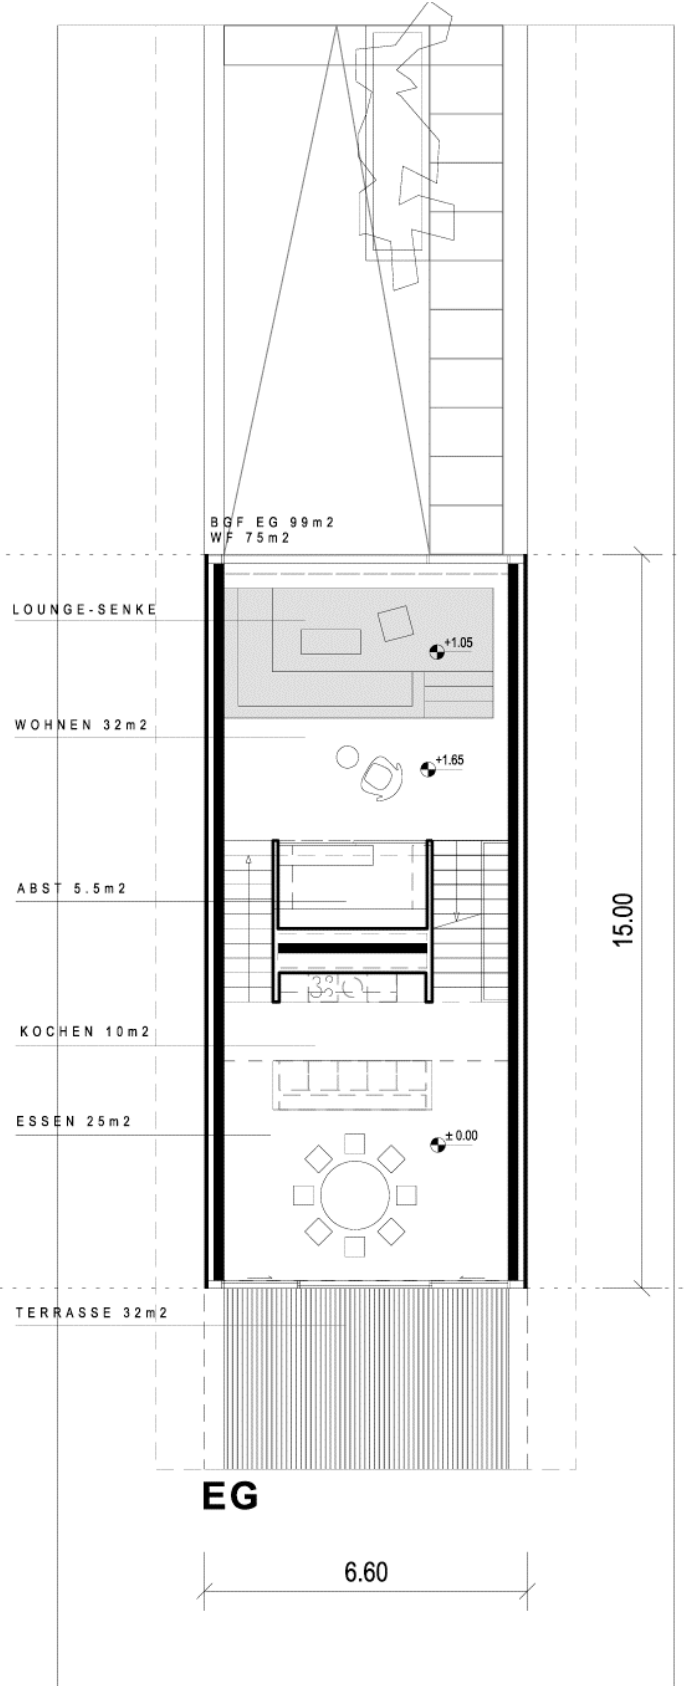 BGF EG 99m2
WF 75m2
LOUNGE-SENKE
+1.05
WOHNEN 32m2
+1.65
ABST 5.5m2
15.00
KOCHEN 10m2
ESSEN 25m2
± 0.00
TERRASSE 32m2
EG
6.60